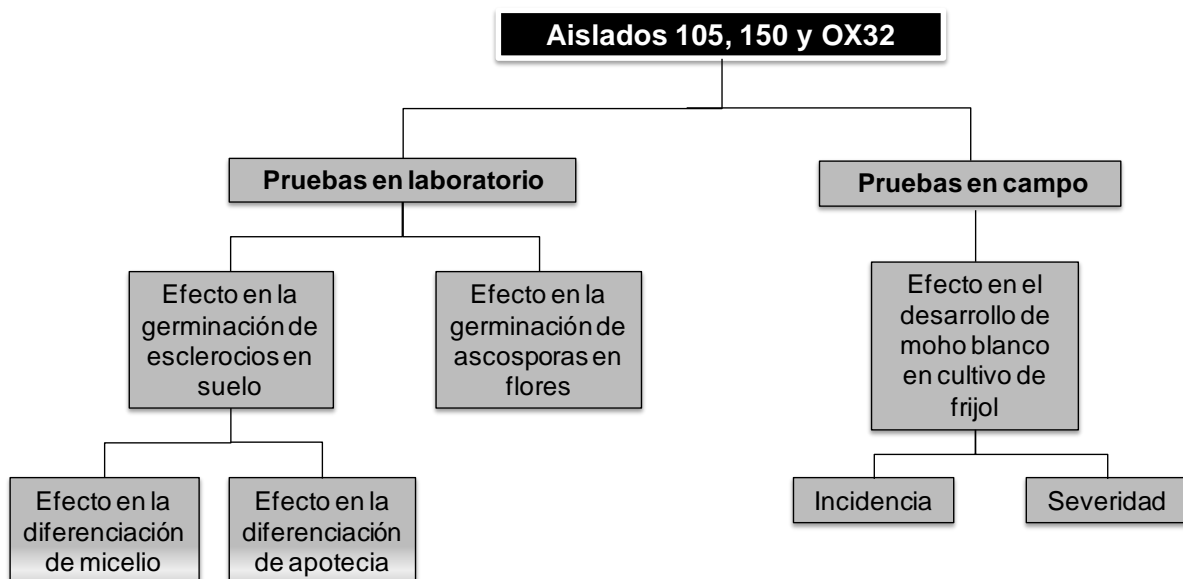 Aislados 105, 150 y OX32
Pruebas en laboratorio
Pruebas en campo
Efecto en la
germinación de
esclerocios en
suelo
Efecto en la
germinación de
ascosporas en
flores
Efecto en el
desarrollo de
moho blanco
en cultivo de
frijol
Efecto en la
diferenciación
de micelio
Efecto en la
diferenciación
de apotecia
Incidencia
Severidad